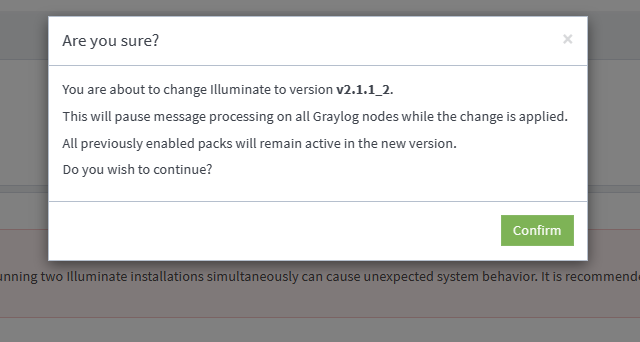 Are you sure?
×
You are about to change Illuminate to version v2.1.1_2.
This will pause message processing on all Graylog nodes while the change is applied.
All previously enabled packs will remain active in the new version.
Do you wish to continue?
Confirm
two Illuminate installations simultaneously can cause unexpected system behavior. It is